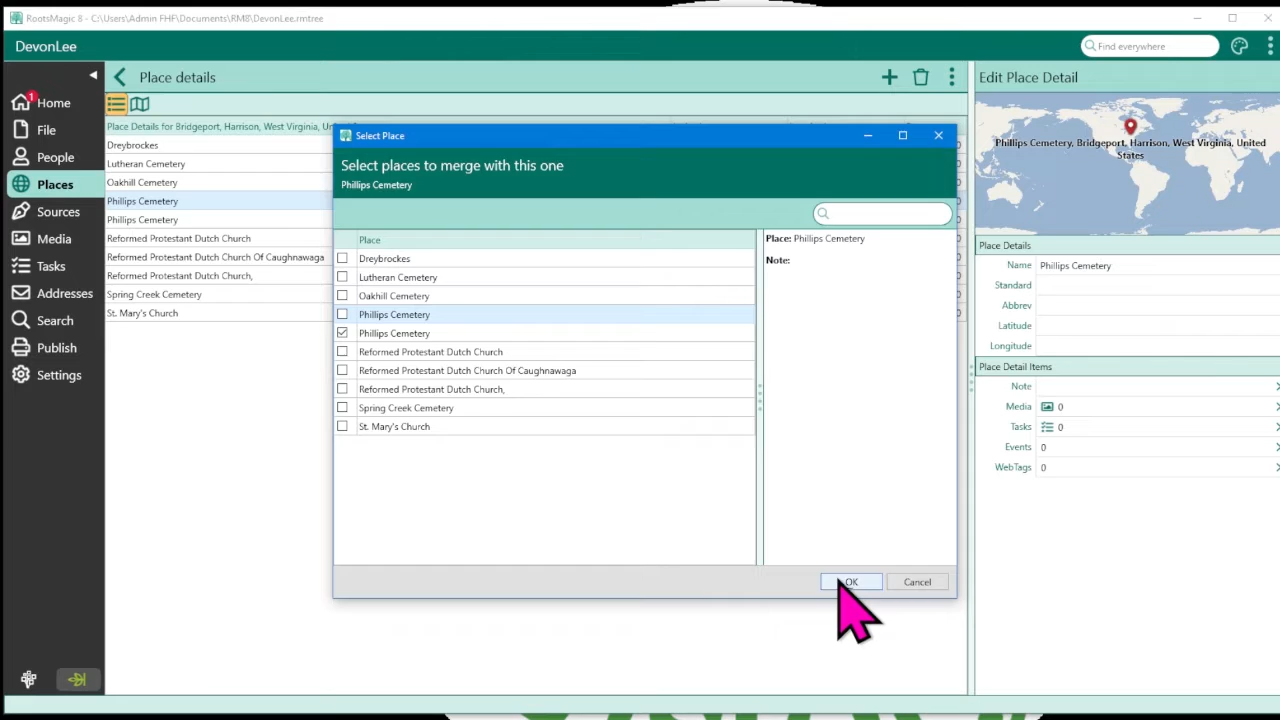 RootsMagic 8 - C:\Users\Admin FHF\Documents\RM8\DevonLee.rmtree
DevonLee
Find everywhere
1
Home
File
People
Places
Sources
Media
Tasks
Addresses
Search
Publish
Settings
Place details
Place Details for Bridgeport, Harrison, West Virginia,
Dreybrockes
Lutheran Cemetery
Oakhill Cemetery
Phillips Cemetery
Phillips Cemetery
Reformed Protestant Dutch Church
Reformed Protestant Dutch Church Of Caughnawaga
Reformed Protestant Dutch Church,
Spring Creek Cemetery
St. Mary's Church
Select Place
Select places to merge with this one
Phillips Cemetery
Place
Dreybrockes
Lutheran Cemetery
Oakhill Cemetery
Phillips Cemetery
Phillips Cemetery
Reformed Protestant Dutch Church
Reformed Protestant Dutch Church Of Caughnawaga
Reformed Protestant Dutch Church,
Spring Creek Cemetery
St. Mary's Church
Place: Phillips Cemetery
Note:
OK
Cancel
Edit Place Detail
Phillips Cemetery, Bridgeport, Harrison, West Virginia, United
States
Place Details
Name Phillips Cemetery
Standard
Abbrev
Latitude
Longitude
Place Detail Items
Note
Media 0
Tasks 0
Events 0
WebTags 0